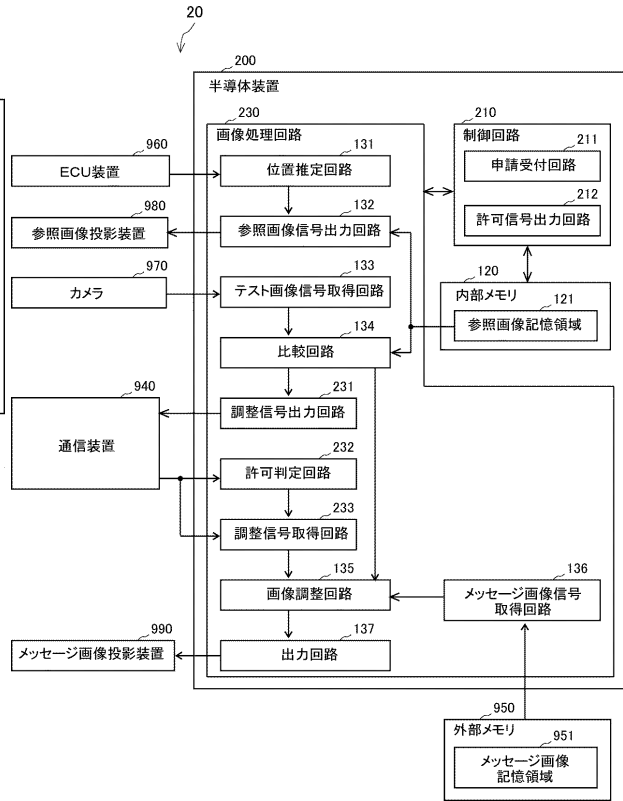 20
200
半導体装置
230
画像処理回路
210
制御回路
211
申請受付回路
212
許可信号出力回路
960
ECU装置
131
位置推定回路
980
参照画像投影装置
132
参照画像信号出力回路
970
カメラ
133
テスト画像信号取得回路
120
内部メモリ
121
参照画像記憶領域
134
比較回路
940
通信装置
231
調整信号出力回路
232
許可判定回路
233
調整信号取得回路
135
画像調整回路
136
メッセージ画像信号
取得回路
990
メッセージ画像投影装置
137
出力回路
950
外部メモリ
951
メッセージ画像
記憶領域